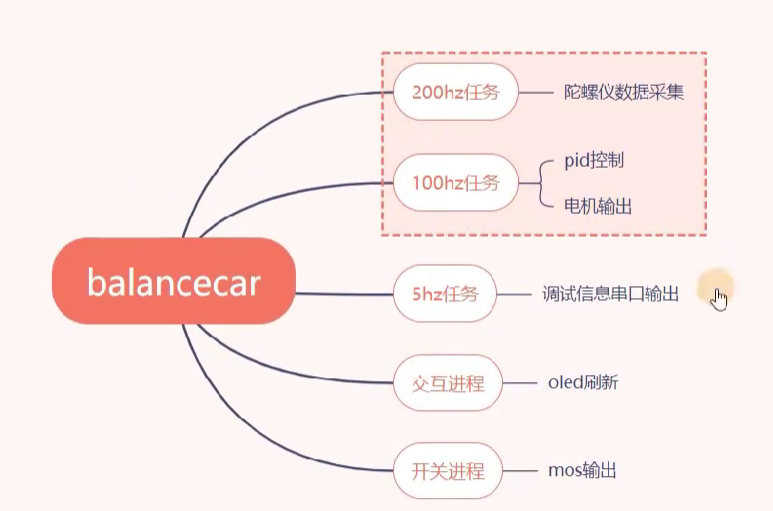 balancecar
200hz任务
陀螺仪数据采集
100hz任务
pid控制
电机输出
5hz任务
调试信息串口输出
交互进程
oled刷新
开关进程
mos输出